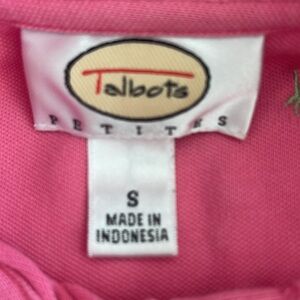 Talbots
PETITES
S
MADE IN
INDONESIA